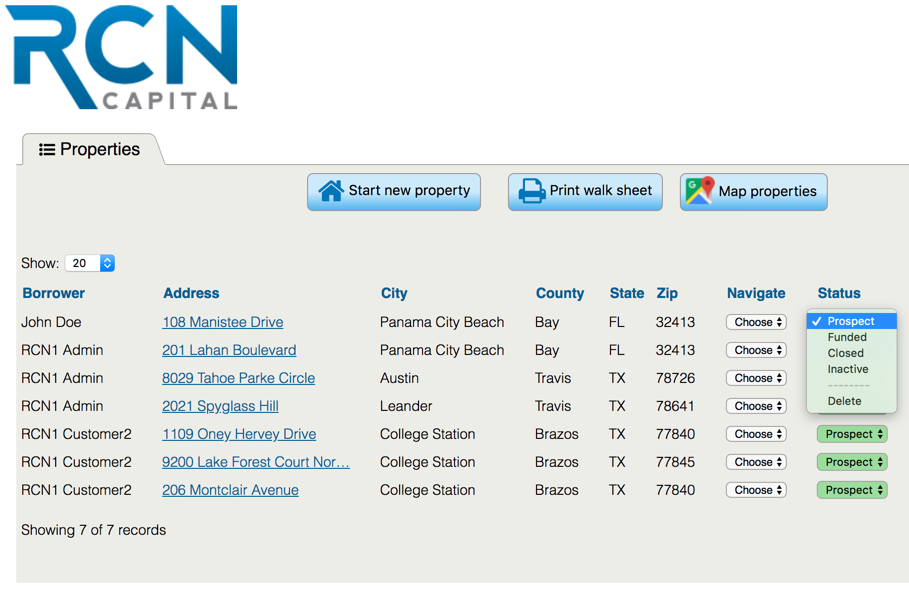 RCN
CAPITAL
Properties
Start new property Print walk sheet Map properties
Show: 20
Borrower Address City County State Zip Navigate Status
John Doe 108 Manistee Drive Panama City Beach Bay FL 32413 Choose ✓ Prospect
Funded
RCN1 Admin 201 Lahan Boulevard Panama City Beach Bay FL 32413 Choose Closed
Inactive
RCN1 Admin 8029 Tahoe Parke Circle Austin Travis TX 78726 Choose --------
RCN1 Admin 2021 Spyglass Hill Leander Travis TX 78641 Choose Delete
RCN1 Customer2 1109 Oney Hervey Drive College Station Brazos TX 77840 Choose Prospect
RCN1 Customer2 9200 Lake Forest Court Nor... College Station Brazos TX 77845 Choose Prospect
RCN1 Customer2 206 Montclair Avenue College Station Brazos TX 77840 Choose Prospect
Showing 7 of 7 records